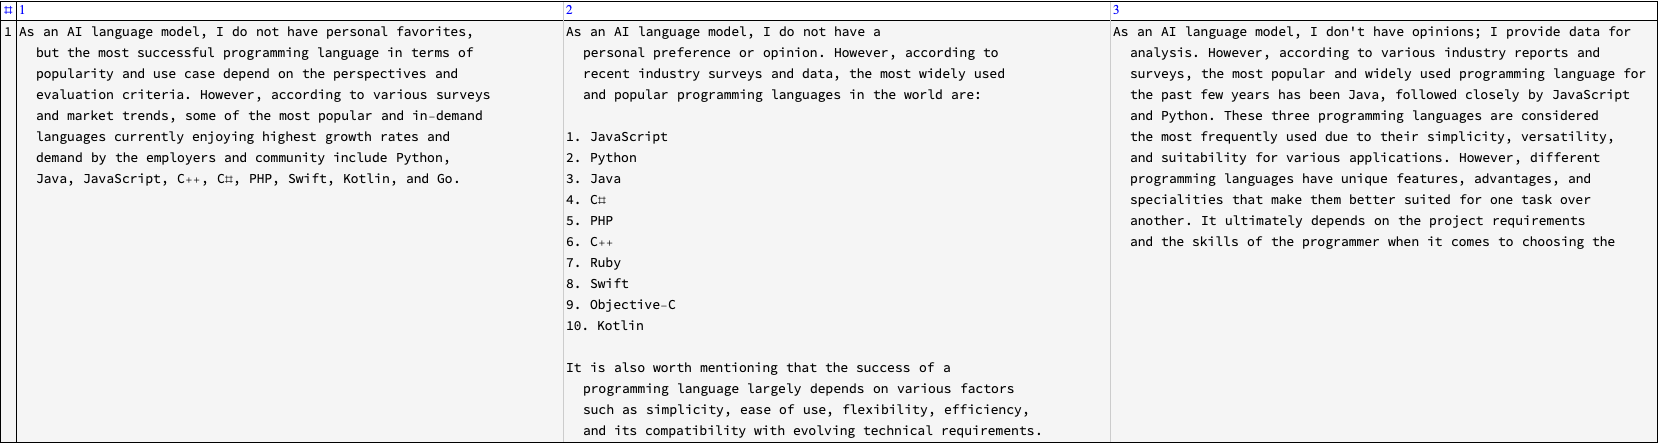 # 1 2 3
1
As an AI language model, I do not have personal favorites,
but the most successful programming language in terms of
popularity and use case depend on the perspectives and
evaluation criteria. However, according to various surveys
and market trends, some of the most popular and in-demand
languages currently enjoying highest growth rates and
demand by the employers and community include Python,
Java, JavaScript, C++, C#, PHP, Swift, Kotlin, and Go.
As an AI language model, I do not have a
personal preference or opinion. However, according to
recent industry surveys and data, the most widely used
and popular programming languages in the world are:
1. JavaScript
2. Python
3. Java
4. C#
5. PHP
6. C++
7. Ruby
8. Swift
9. Objective-C
10. Kotlin
It is also worth mentioning that the success of a
programming language largely depends on various factors
such as simplicity, ease of use, flexibility, efficiency,
and its compatibility with evolving technical requirements.
As an AI language model, I don't have opinions; I provide data for
analysis. However, according to various industry reports and
surveys, the most popular and widely used programming language for
the past few years has been Java, followed closely by JavaScript
and Python. These three programming languages are considered
the most frequently used due to their simplicity, versatility,
and suitability for various applications. However, different
programming languages have unique features, advantages, and
specialities that make them better suited for one task over
another. It ultimately depends on the project requirements
and the skills of the programmer when it comes to choosing the